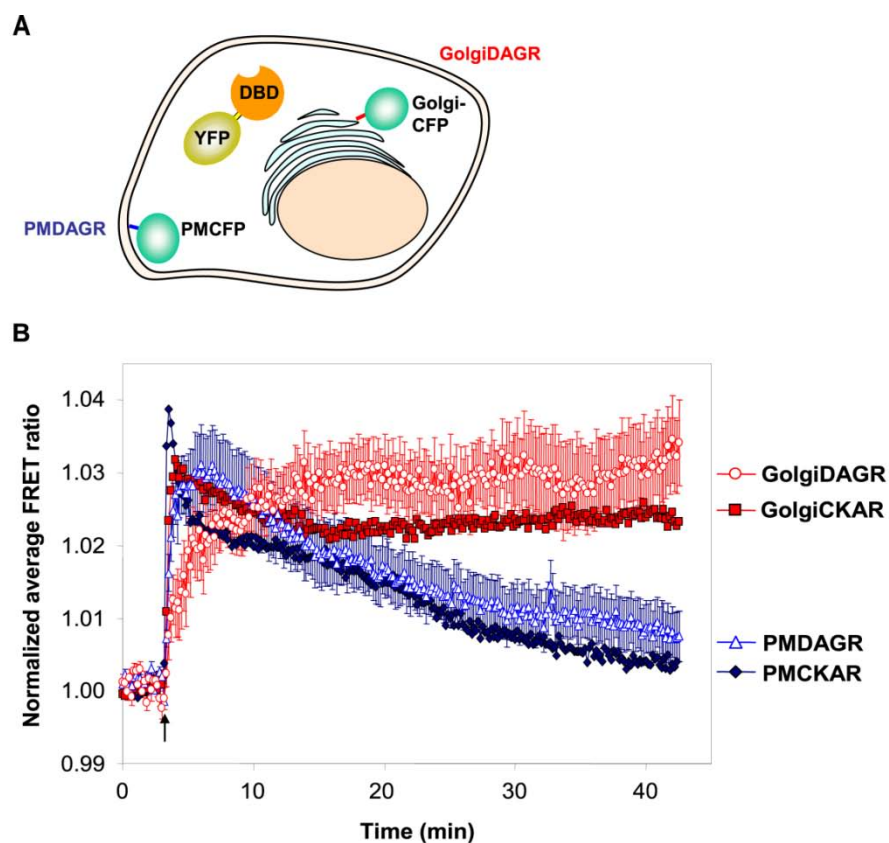 A
GolgiDAGR
DBD
Golgi-
CFP
YFP
PMDAGR
PMCFP
B
Normalized average FRET ratio
1.04
1.03
1.02
1.01
1.00
0.99
0
10
20
30
40
Time (min)
GolgiDAGR
GolgiCKAR
PMDAGR
PMCKAR